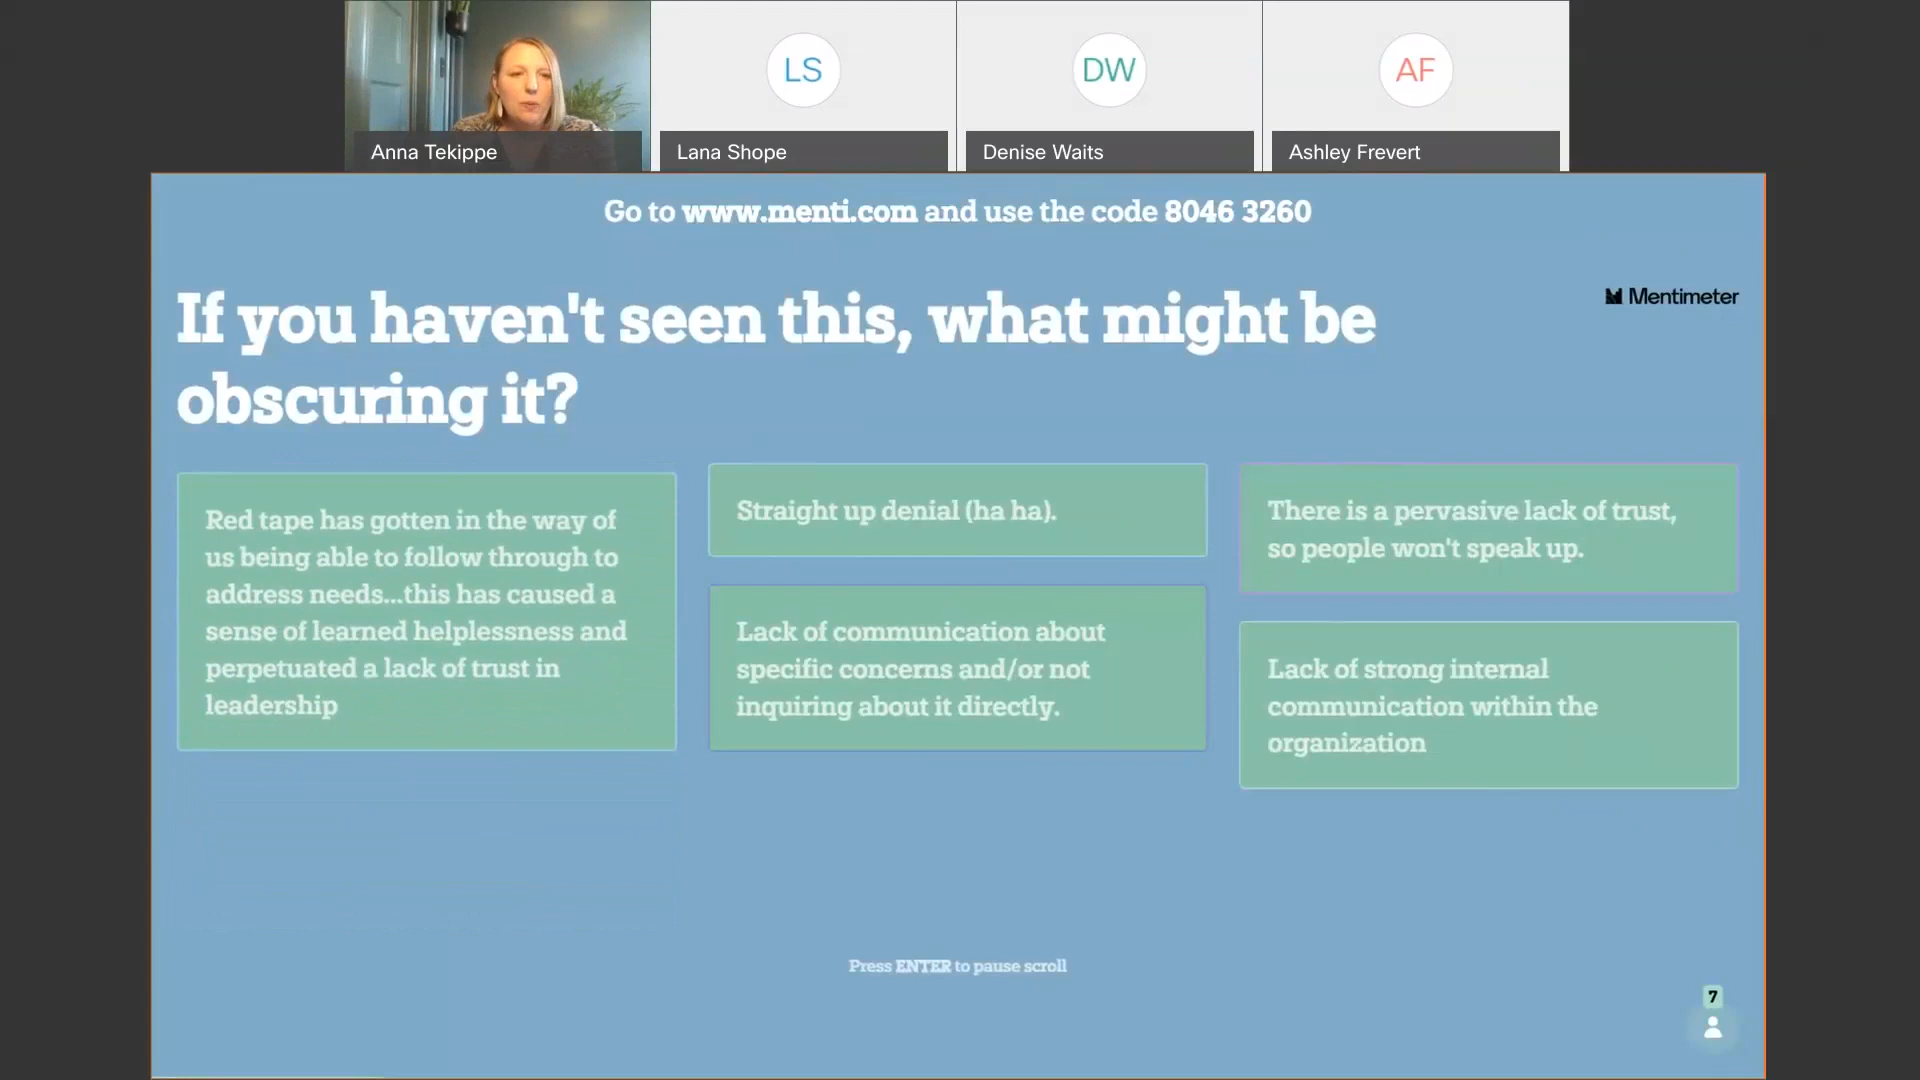 LS
DW
AF
Anna Tekippe
Lana Shope
Denise Waits
Ashley Frevert
Go to www.menti.com and use the code 8046 3260
If you haven't seen this, what might be
obscuring it?
Mentimeter
Red tape has gotten in the way of
us being able to follow through to
address needs...this has caused a
sense of learned helplessness and
perpetuated a lack of trust in
leadership
Straight up denial (ha ha).
Lack of communication about
specific concerns and/or not
inquiring about it directly.
There is a pervasive lack of trust,
so people won't speak up.
Lack of strong internal
communication within the
organization
Press ENTER to pause scroll
7